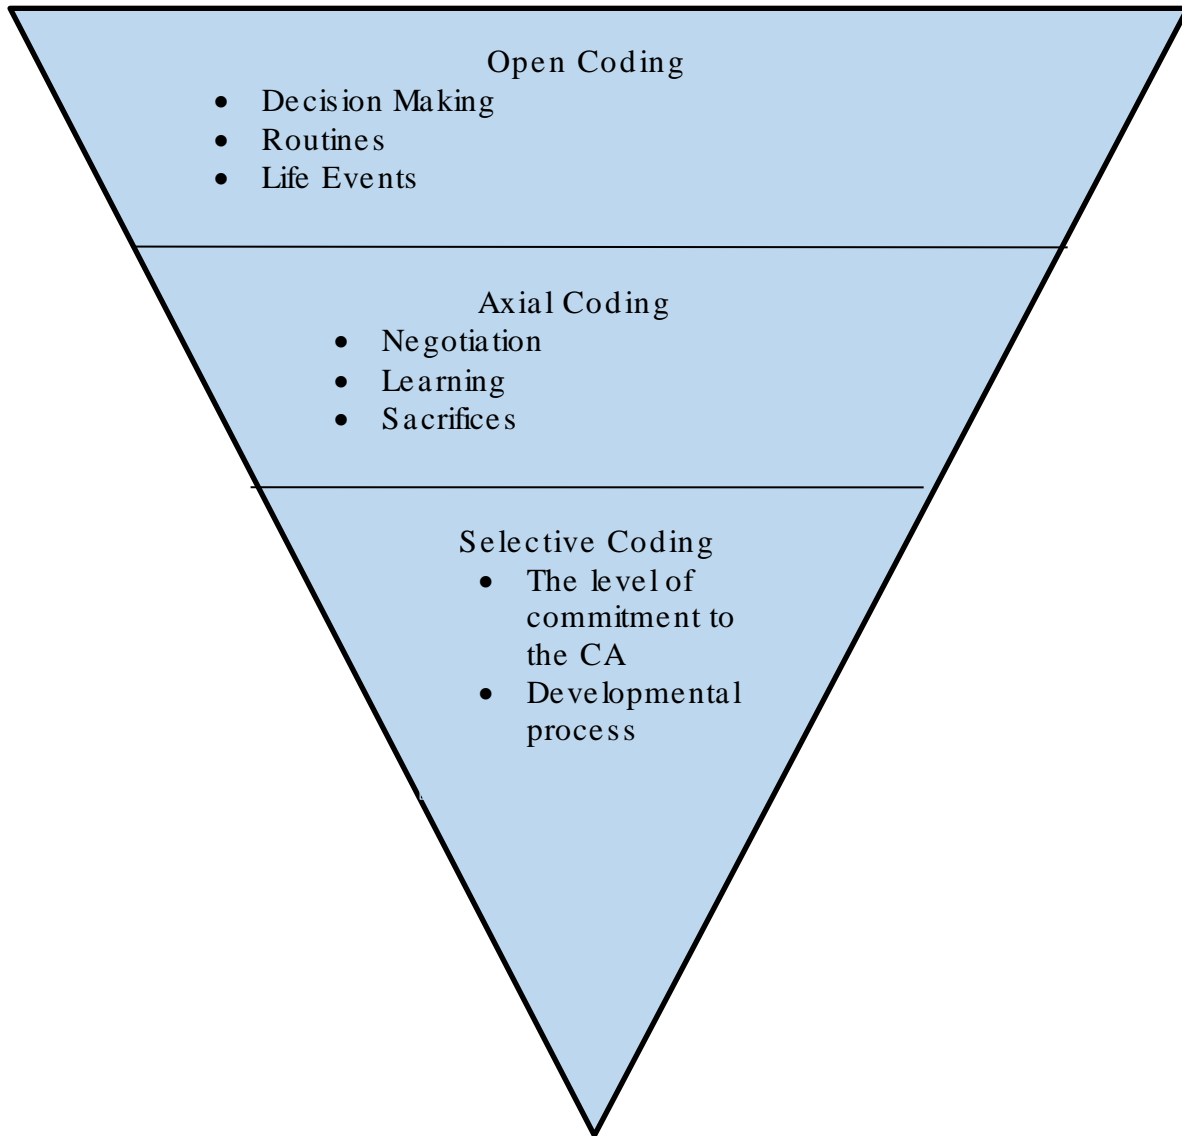 Open Coding
• Decision Making
• Routines
• Life Events
Axial Coding
• Negotiation
• Learning
• Sacrifices
Selective Coding
• The level of
commitment to
the CA
• Developmental
process